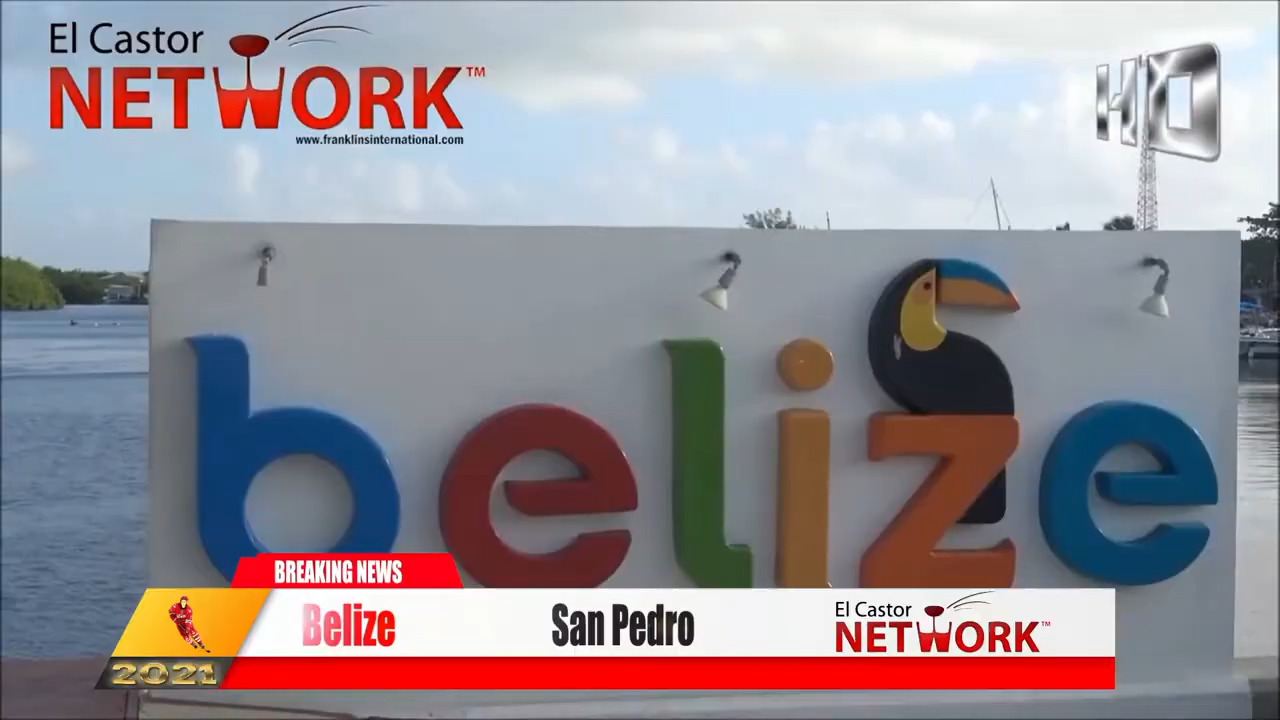 El Castor
NETWORK™
www.franklinsinternational.com
HD
belize
BREAKING NEWS
Belize
San Pedro
El Castor
NETWORK™
2021